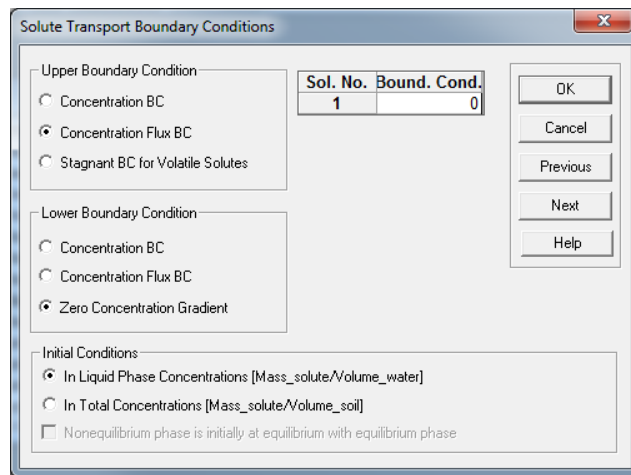 Solute Transport Boundary Conditions
Upper Boundary Condition
Concentration BC
Concentration Flux BC
Stagnant BC for Volatile Solutes
Sol. No. Bound. Cond.
1 0
OK
Cancel
Previous
Next
Help
Lower Boundary Condition
Concentration BC
Concentration Flux BC
Zero Concentration Gradient
Initial Conditions
In Liquid Phase Concentrations [Mass_solute/Volume_water]
In Total Concentrations [Mass_solute/Volume_soil]
Nonequilibrium phase is initially at equilibrium with equilibrium phase